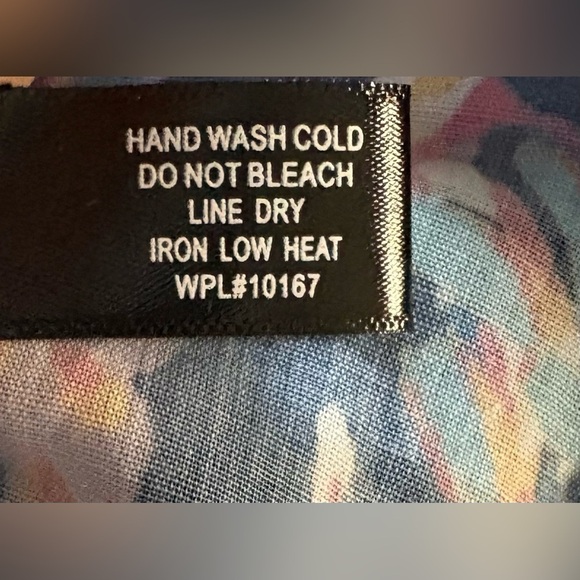 HAND WASH COLD
DO NOT BLEACH
LINE DRY
IRON LOW HEAT
WPL#10167